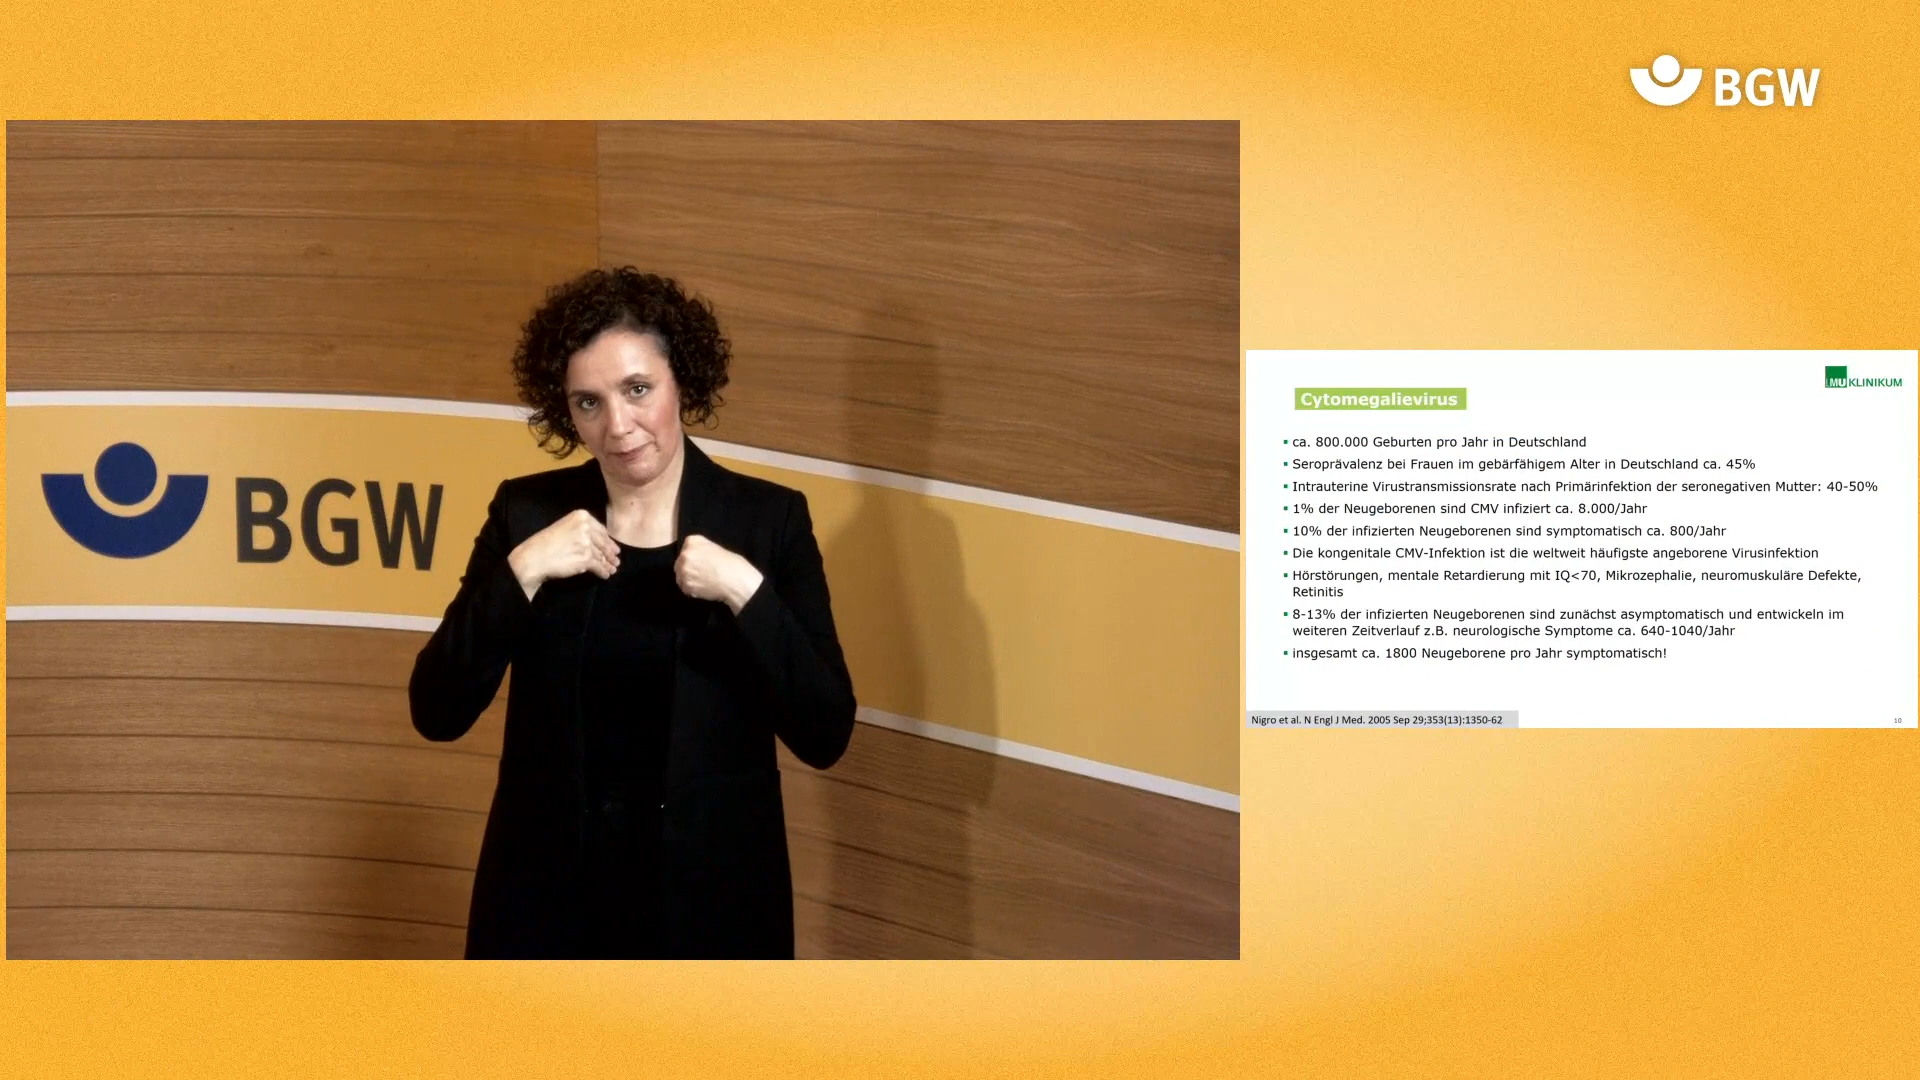 BGW
BGW
LMU KLINIKUM
Cytomegalievirus
▪ ca. 800.000 Geburten pro Jahr in Deutschland
▪ Seroprävalenz bei Frauen im gebärfähigem Alter in Deutschland ca. 45%
▪ Intrauterine Virustransmissionsrate nach Primärinfektion der seronegativen Mutter: 40-50%
▪ 1% der Neugeborenen sind CMV infiziert ca. 8.000/Jahr
▪ 10% der infizierten Neugeborenen sind symptomatisch ca. 800/Jahr
▪ Die kongenitale CMV-Infektion ist die weltweit häufigste angeborene Virusinfektion
▪ Hörstörungen, mentale Retardierung mit IQ<70, Mikrozephalie, neuromuskuläre Defekte,
Retinitis
▪ 8-13% der infizierten Neugeborenen sind zunächst asymptomatisch und entwickeln im
weiteren Zeitverlauf z.B. neurologische Symptome ca. 640-1040/Jahr
▪ insgesamt ca. 1800 Neugeborene pro Jahr symptomatisch!
Nigro et al. N Engl J Med. 2005 Sep 29;353(13):1350-62
10